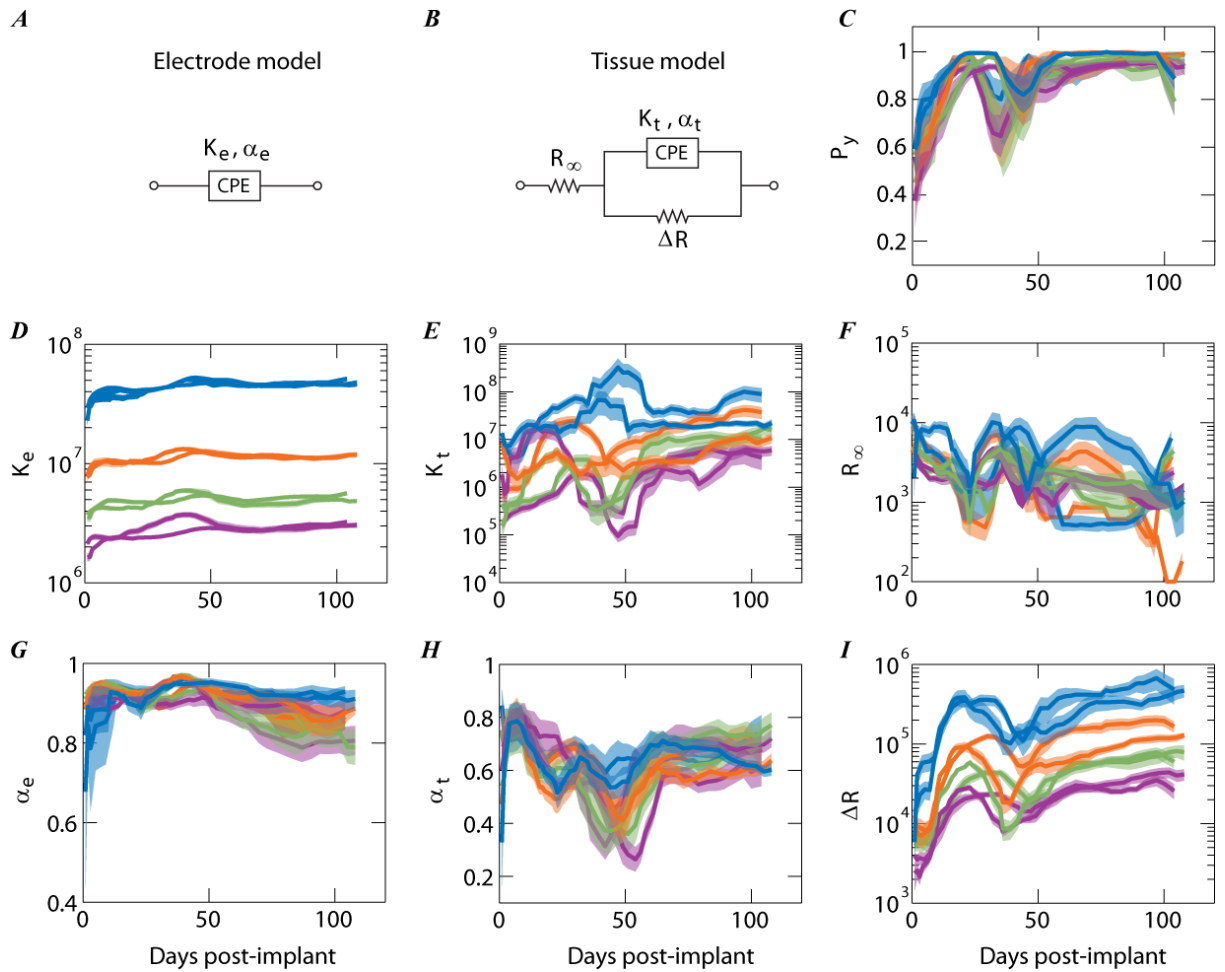 A
B
C
Electrode model
Tissue model
Ke, αe
CPE
R∞
Kt, αt
CPE
ΔR
Py
1
0.8
0.6
0.4
0.2
0
50
100
D
E
F
Ke
10^8
10^7
10^6
0
50
100
Kt
10^9
10^8
10^7
10^6
10^5
10^4
0
50
100
R∞
10^5
10^4
10^3
10^2
0
50
100
G
H
I
αe
1
0.8
0.6
0.4
0
50
100
Days post-implant
αt
1
0.8
0.6
0.4
0.2
0
50
100
Days post-implant
ΔR
10^6
10^5
10^4
10^3
0
50
100
Days post-implant